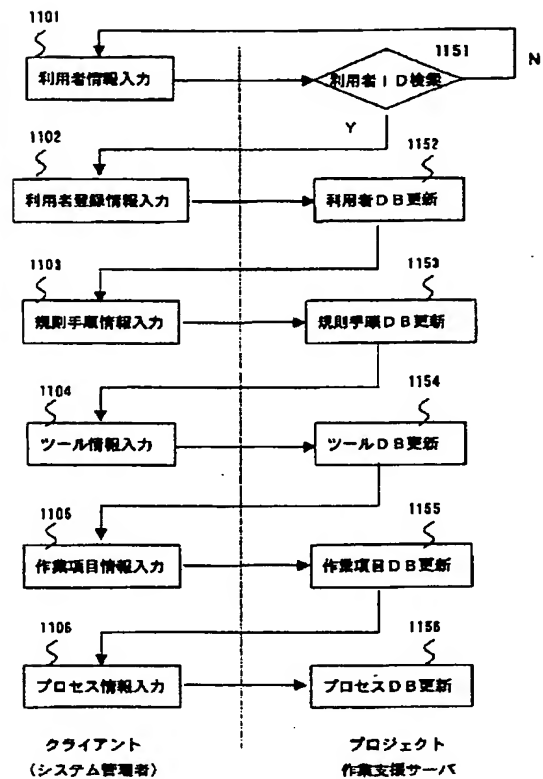 1101
利用者情報入力
1151
利用者ID検索
N
Y
1102
利用者登録情報入力
1152
利用者DB更新
1103
規則手順情報入力
1153
規則手順DB更新
1104
ツール情報入力
1154
ツールDB更新
1105
作業項目情報入力
1155
作業項目DB更新
1106
プロセス情報入力
1156
プロセスDB更新
クライアント
(システム管理者)
プロジェクト
作業支援サーバ